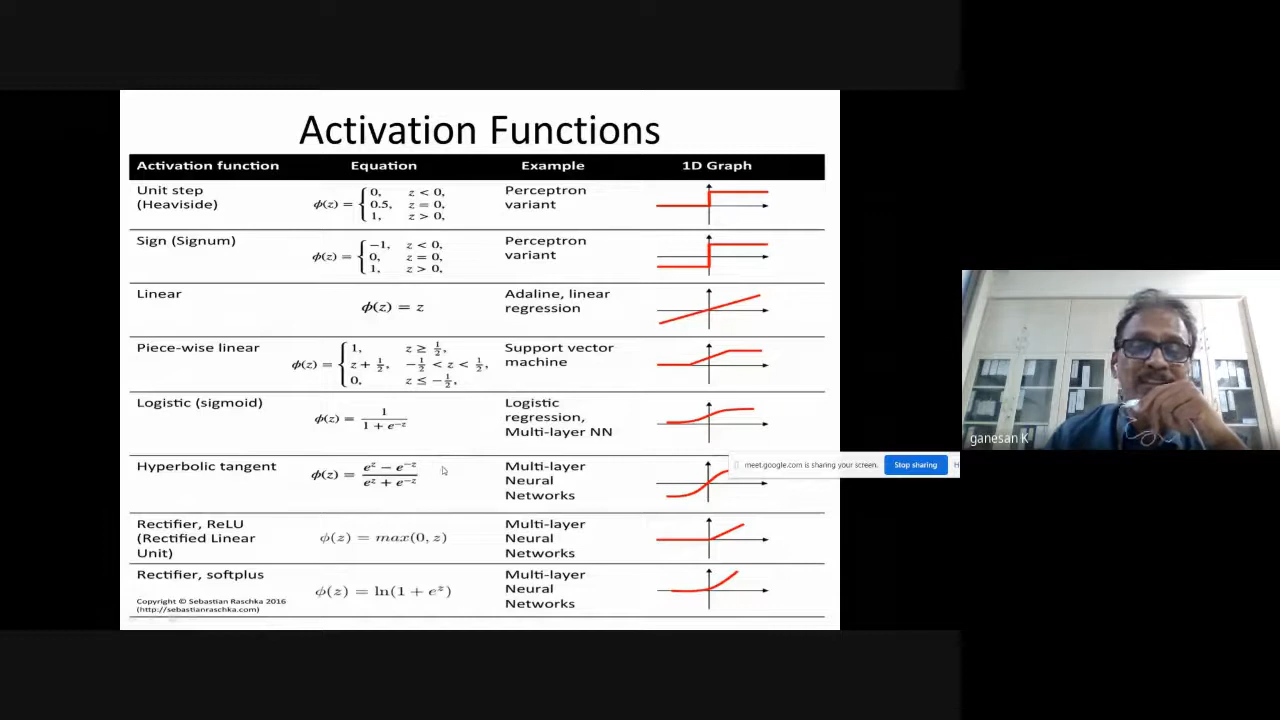 Activation Functions
Activation function Equation Example 1D Graph
Unit step
(Heaviside)
ϕ(z) = { 0, z < 0,
0.5, z = 0,
1, z > 0,
Perceptron
variant
Sign (Signum)
ϕ(z) = { −1, z < 0,
0, z = 0,
1, z > 0,
Perceptron
variant
Linear
ϕ(z) = z
Adaline, linear
regression
Piece-wise linear
ϕ(z) = { 1, z ≥ 1/2,
z + 1/2, −1/2 < z < 1/2,
0, z ≤ −1/2,
Support vector
machine
Logistic (sigmoid)
ϕ(z) = 1 / (1 + e^−z)
Logistic
regression,
Multi-layer NN
Hyperbolic tangent
ϕ(z) = (e^z − e^−z) / (e^z + e^−z)
Multi-layer
Neural
Networks
Rectifier, ReLU
(Rectified Linear
Unit)
ϕ(z) = max(0, z)
Multi-layer
Neural
Networks
Rectifier, softplus
ϕ(z) = ln(1 + e^z)
Multi-layer
Neural
Networks
Copyright © Sebastian Raschka 2016
(http://sebastianraschka.com)
meet.google.com is sharing your screen. Stop sharing H
ganesan K